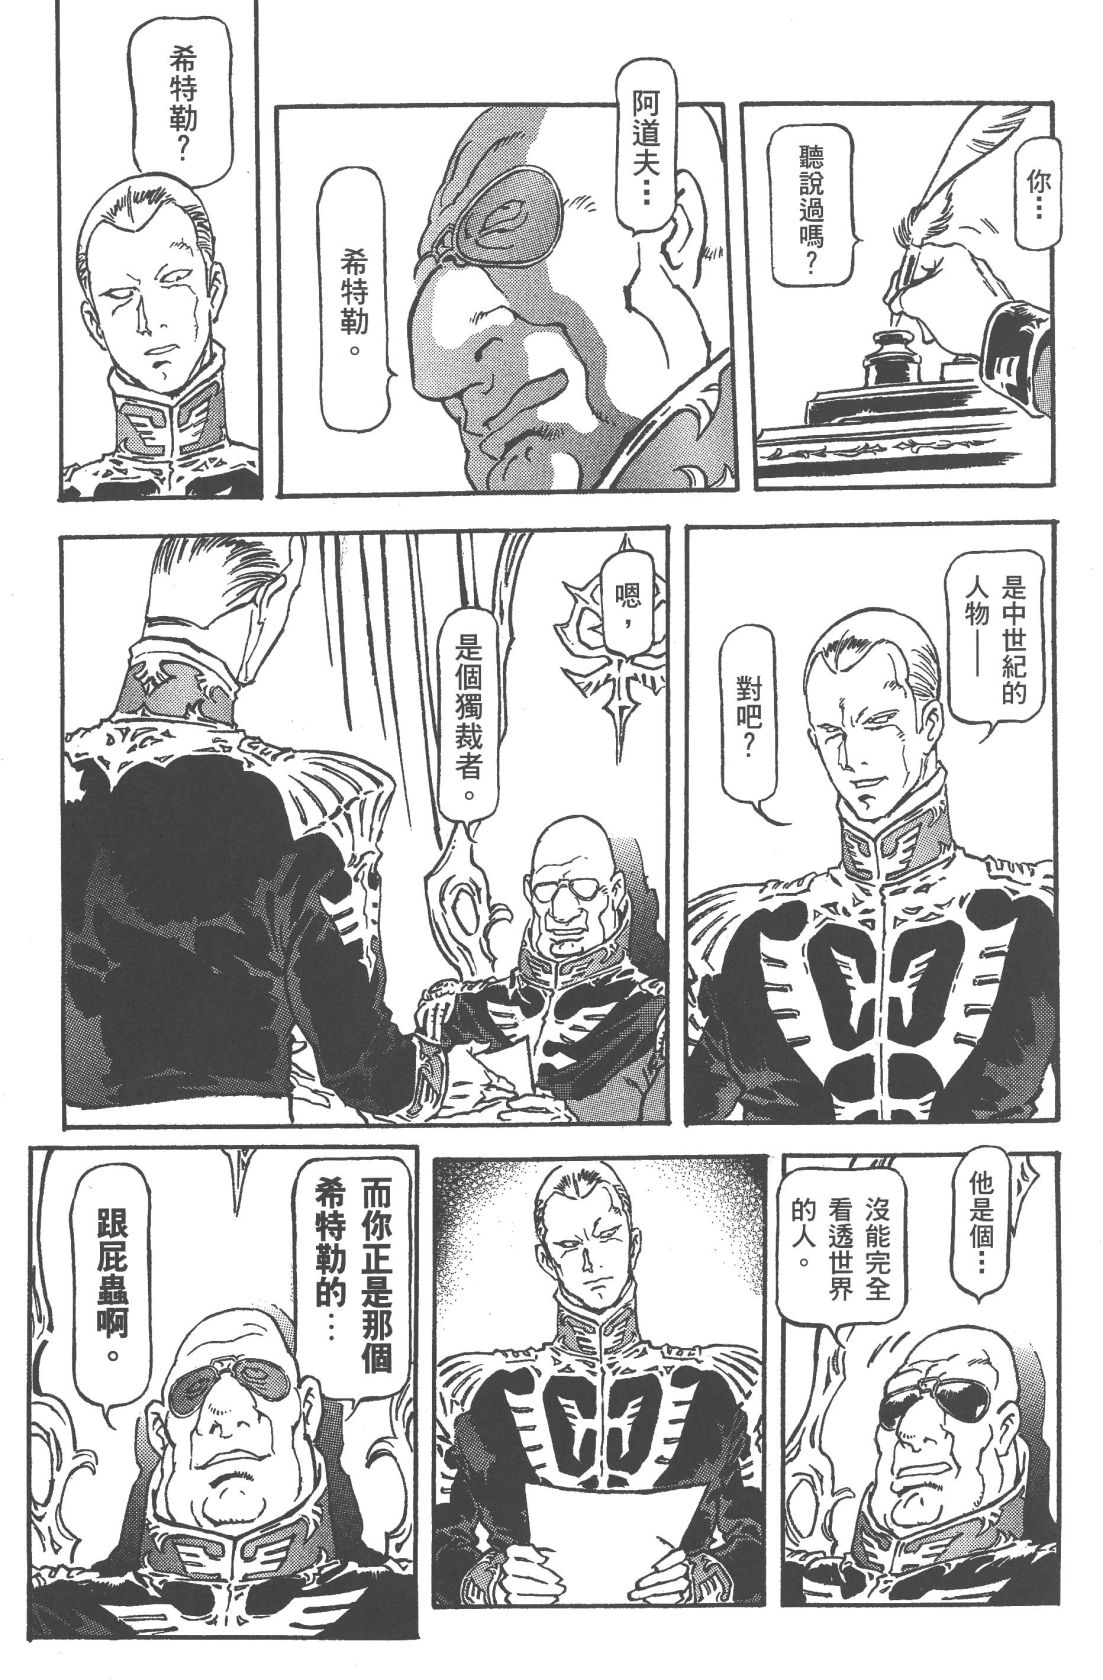 你⋯
聽說過嗎？
阿道夫⋯
希特勒。
希特勒？
是中世紀的
人物——
對吧？
嗯，
是個獨裁者。
他是個⋯
沒能完全
看透世界
的人。
而你正是那個
希特勒的⋯
跟屁蟲啊。